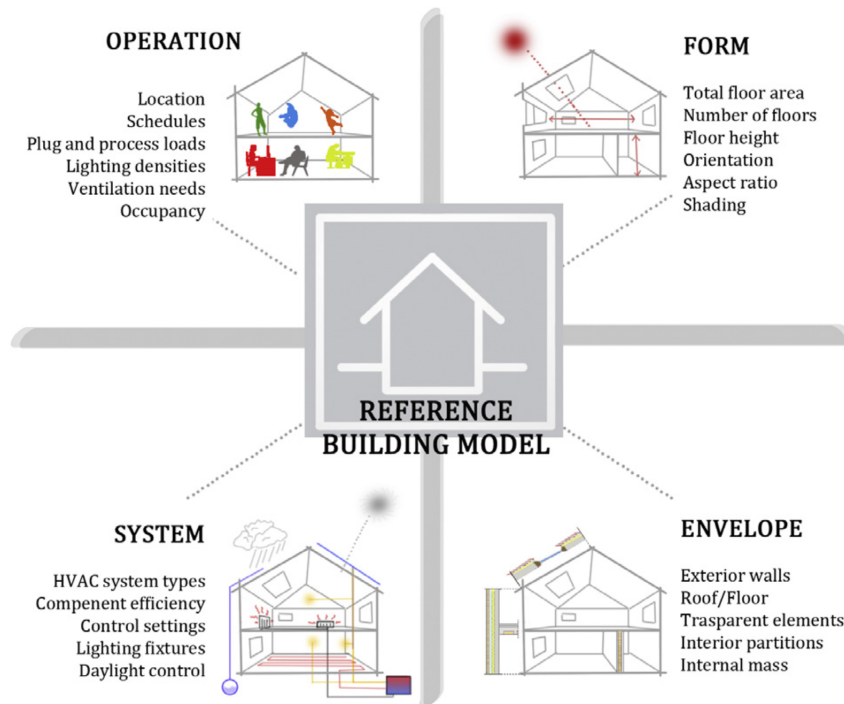 OPERATION
Location
Schedules
Plug and process loads
Lighting densities
Ventilation needs
Occupancy
FORM
Total floor area
Number of floors
Floor height
Orientation
Aspect ratio
Shading
REFERENCE
BUILDING MODEL
SYSTEM
HVAC system types
Compenent efficiency
Control settings
Lighting fixtures
Daylight control
ENVELOPE
Exterior walls
Roof/Floor
Trasparent elements
Interior partitions
Internal mass